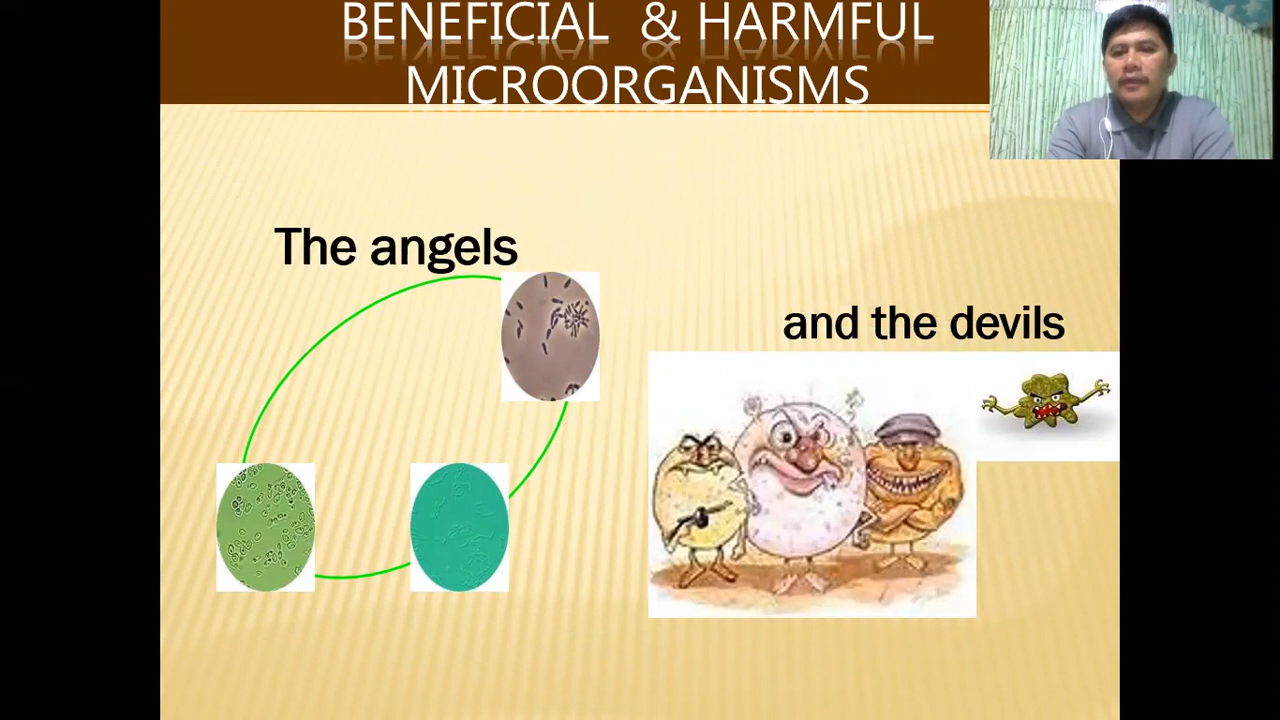 BENEFICIAL & HARMFUL
MICROORGANISMS
The angels
and the devils